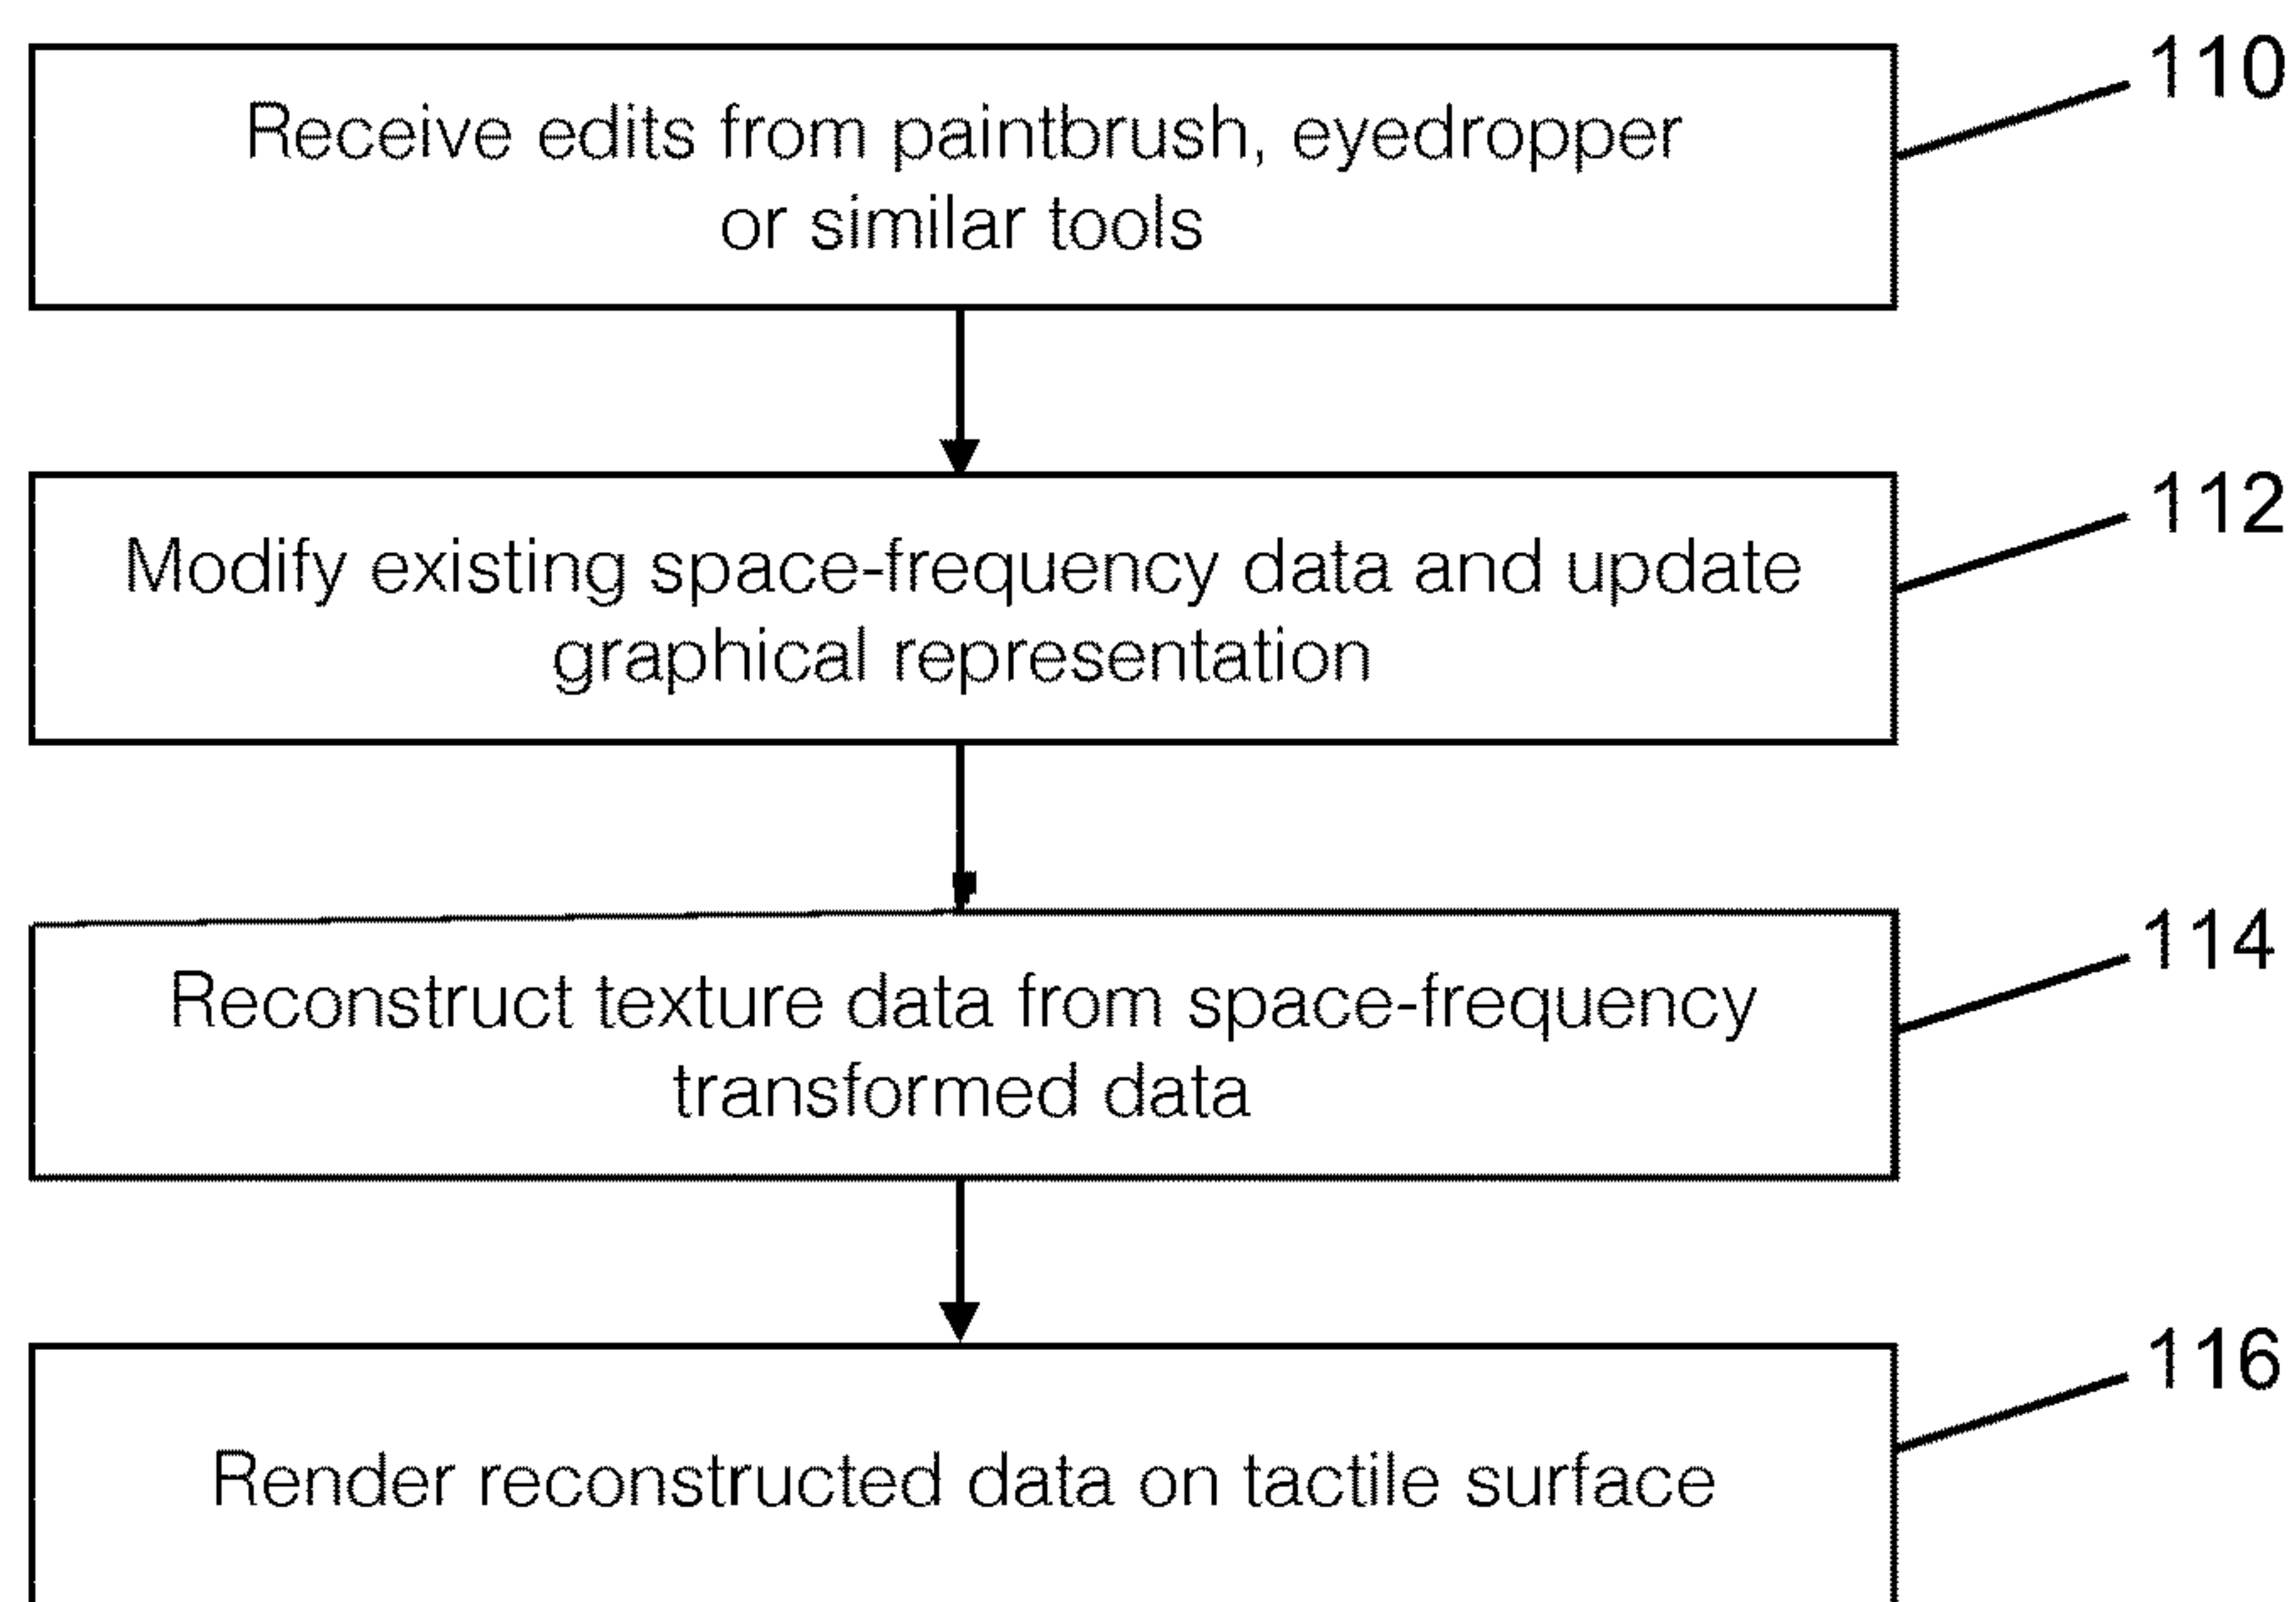 Receive edits from paintbrush, eyedropper
or similar tools
110
Modify existing space-frequency data and update
graphical representation
112
Reconstruct texture data from space-frequency
transformed data
114
Render reconstructed data on tactile surface
116